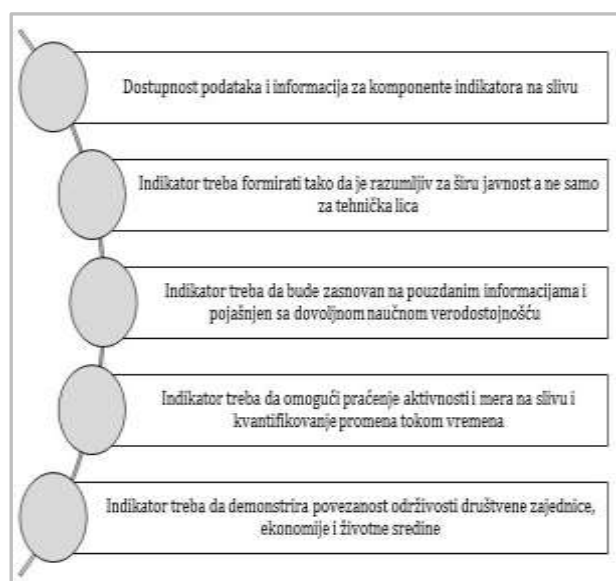 Dostupnost podataka i informacija za komponente indikatora na slivu
Indikator treba formirati tako da je razumljiv za širu javnost a ne samo
za tehnička lica
Indikator treba da bude zasnovan na pouzdanim informacijama i
pojašnjen sa dovoljnom naučnom verodostojnošću
Indikator treba da omogući praćenje aktivnosti i mera na slivu i
kvantifikovanje promena tokom vremena
Indikator treba da demonstrira povezanost održivosti društvene zajednice,
ekonomije i životne sredine